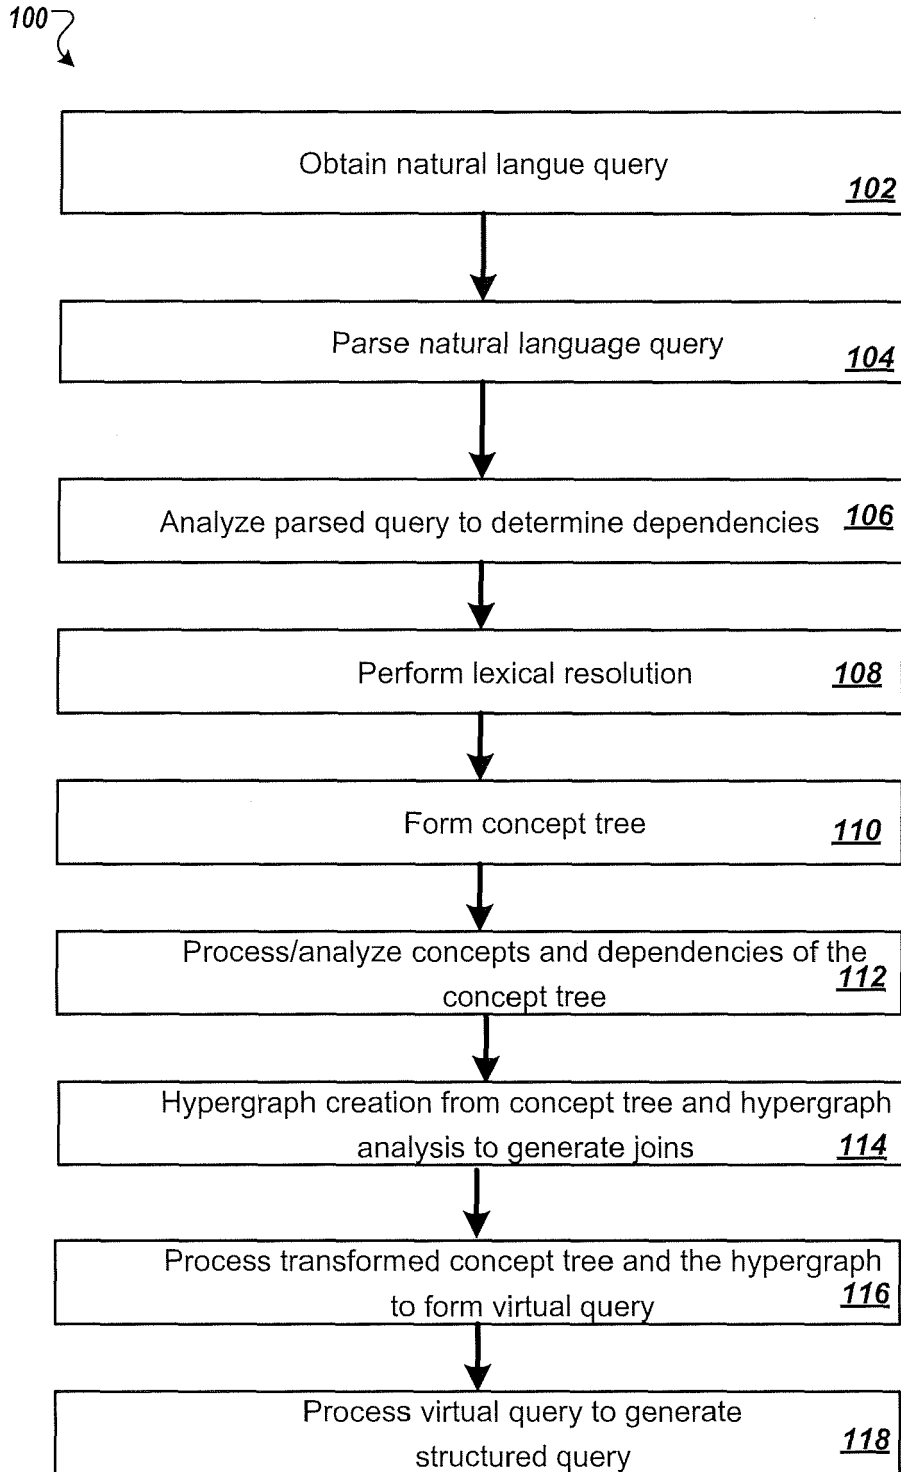 100
Obtain natural langue query
102
Parse natural language query
104
Analyze parsed query to determine dependencies
106
Perform lexical resolution
108
Form concept tree
110
Process/analyze concepts and dependencies of the
concept tree
112
Hypergraph creation from concept tree and hypergraph
analysis to generate joins
114
Process transformed concept tree and the hypergraph
to form virtual query
116
Process virtual query to generate
structured query
118